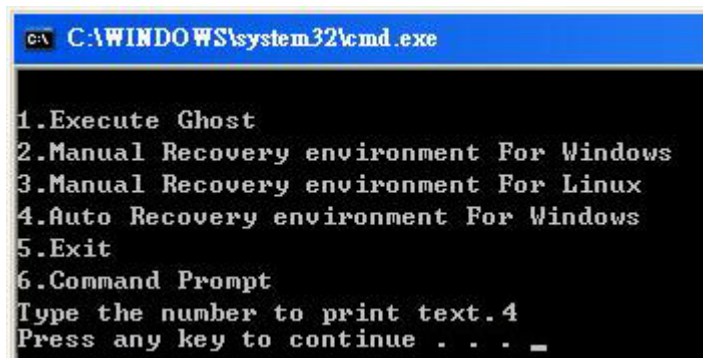 C:\WINDOWS\system32\cmd.exe
1.Execute Ghost
2.Manual Recovery environment For Windows
3.Manual Recovery environment For Linux
4.Auto Recovery environment For Windows
5.Exit
6.Command Prompt
Type the number to print text.4
Press any key to continue . . . _